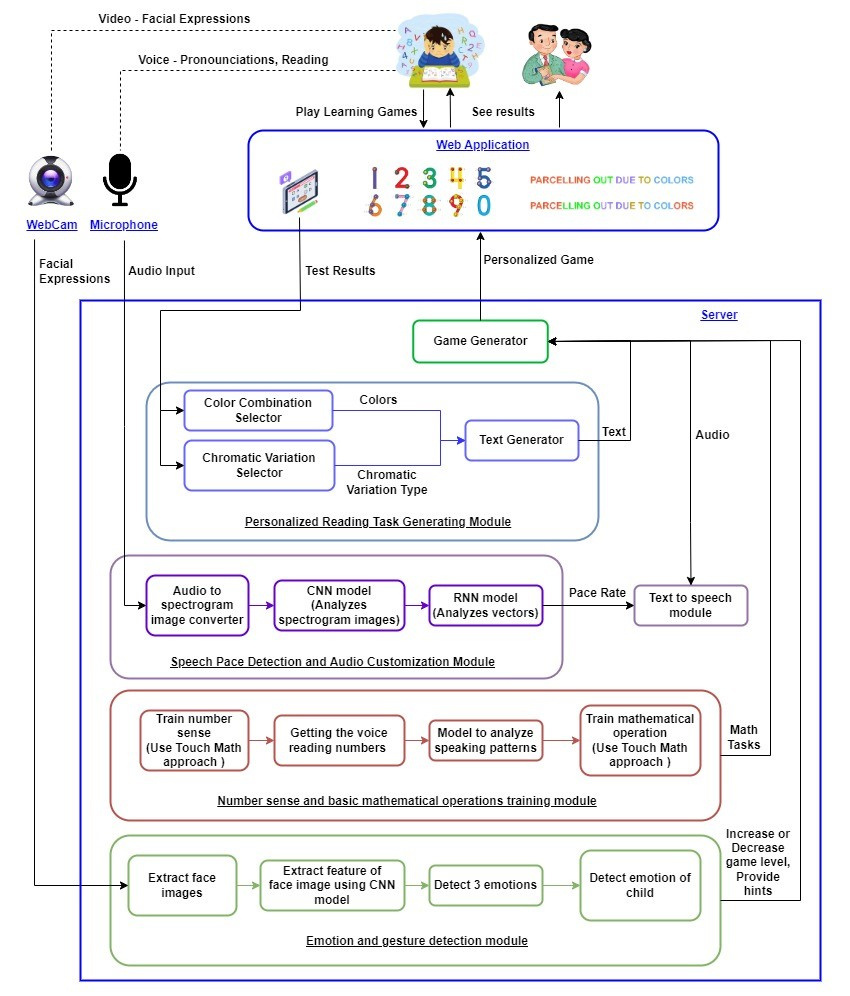 Video - Facial Expressions
Voice - Pronounciations, Reading
Play Learning Games
See results
Web Application
1 2 3 4 5
6 7 8 9 0
PARCELLING OUT DUE TO COLORS
PARCELLING OUT DUE TO COLORS
WebCam
Microphone
Facial
Expressions
Audio Input
Test Results
Personalized Game
Server
Game Generator
Color Combination
Selector
Colors
Chromatic Variation
Selector
Chromatic
Variation Type
Text Generator
Text
Audio
Personalized Reading Task Generating Module
Audio to
spectrogram
image converter
CNN model
(Analyzes
spectrogram images)
RNN model
(Analyzes vectors)
Pace Rate
Text to speech
module
Speech Pace Detection and Audio Customization Module
Train number
sense
(Use Touch Math
approach )
Getting the voice
reading numbers
Model to analyze
speaking patterns
Train mathematical
operation
(Use Touch Math
approach )
Math
Tasks
Number sense and basic mathematical operations training module
Increase or
Decrease
game level,
Provide
hints
Extract face
images
Extract feature of
face image using CNN
model
Detect 3 emotions
Detect emotion of
child
Emotion and gesture detection module